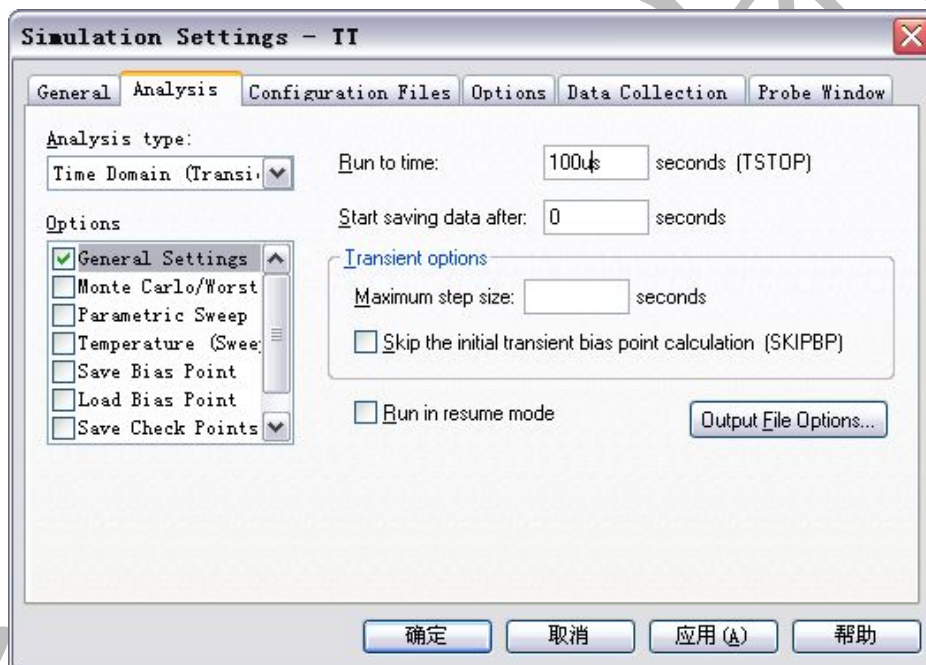 Simulation Settings - TT
General Analysis Configuration Files Options Data Collection Probe Window
Analysis type:
Time Domain (Transi
Options
General Settings
Monte Carlo/Worst
Parametric Sweep
Temperature (Swee
Save Bias Point
Load Bias Point
Save Check Points
Run to time: 100us seconds (TSTOP)
Start saving data after: 0 seconds
Transient options
Maximum step size: seconds
Skip the initial transient bias point calculation (SKIPBP)
Run in resume mode
Output File Options...
确定 取消 应用(A) 帮助